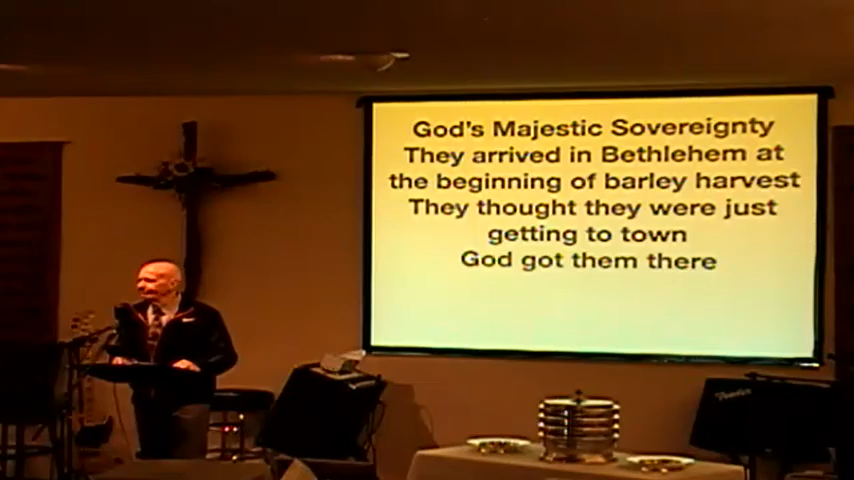 God's Majestic Sovereignty
They arrived in Bethlehem at
the beginning of barley harvest
They thought they were just
getting to town
God got them there
Fender